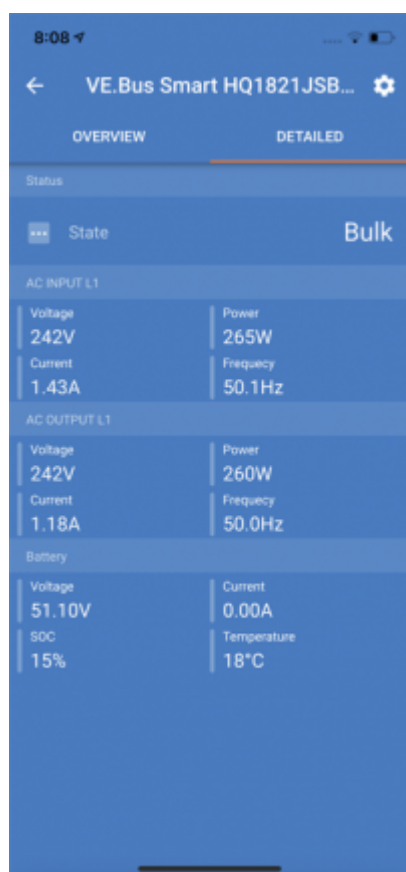 8:08
VE.Bus Smart HQ1821JSB...
OVERVIEW DETAILED
Status
State Bulk
AC INPUT L1
Voltage Power
242V 265W
Current Frequecy
1.43A 50.1Hz
AC OUTPUT L1
Voltage Power
242V 260W
Current Frequecy
1.18A 50.0Hz
Battery
Voltage Current
51.10V 0.00A
SOC Temperature
15% 18°C